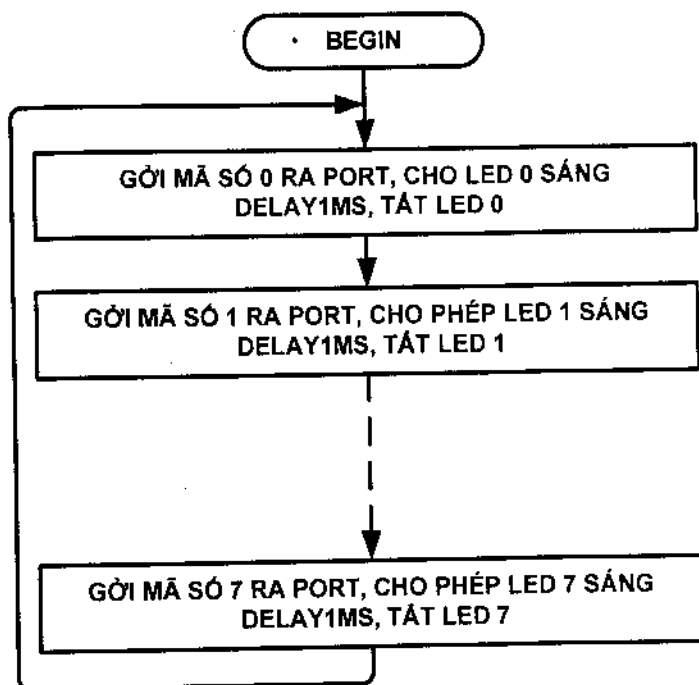 BEGIN
GỞI MÃ SỐ 0 RA PORT, CHO LED 0 SÁNG
DELAY1MS, TẮT LED 0
GỞI MÃ SỐ 1 RA PORT, CHO PHÉP LED 1 SÁNG
DELAY1MS, TẮT LED 1
GỞI MÃ SỐ 7 RA PORT, CHO PHÉP LED 7 SÁNG
DELAY1MS, TẮT LED 7